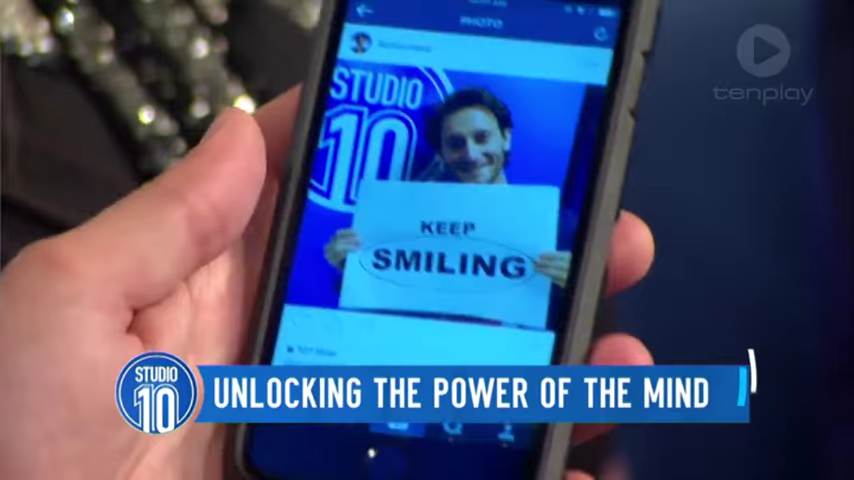 PHOTO
STUDIO
10
KEEP
SMILING
tenplay
STUDIO
10
UNLOCKING THE POWER OF THE MIND